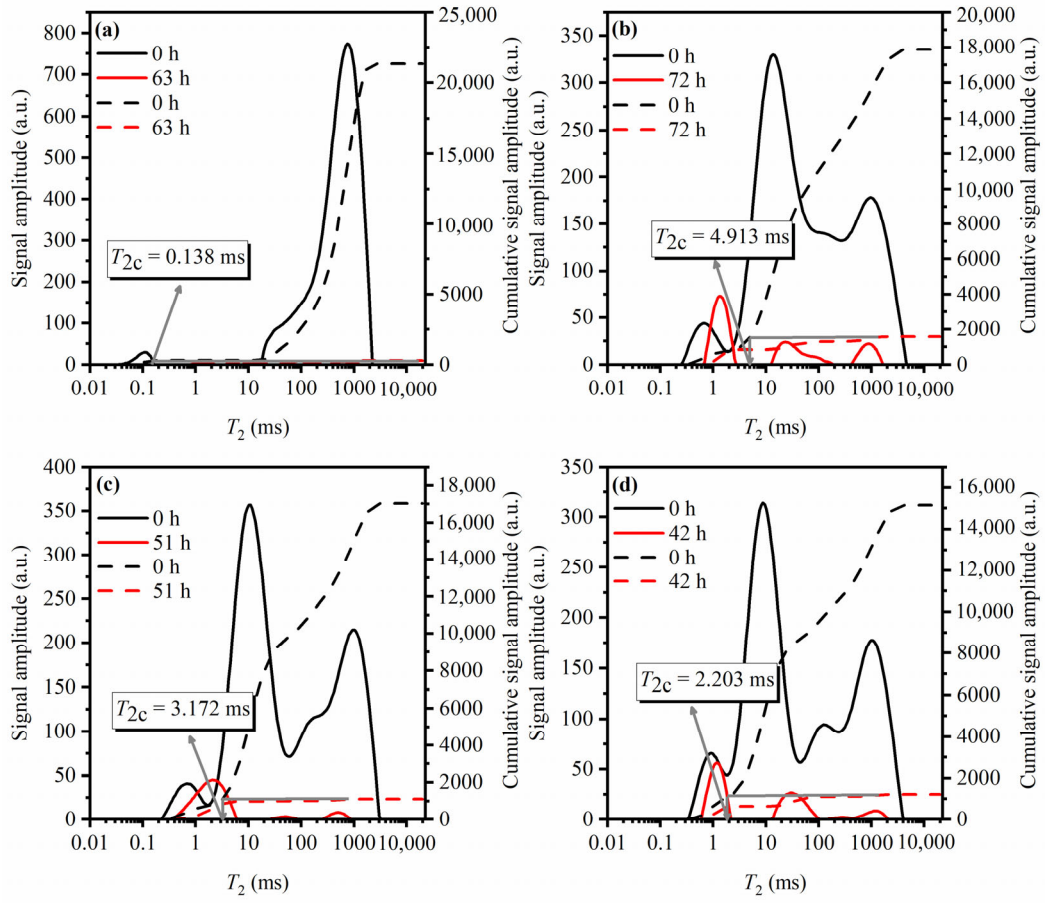 (a)
0 h
63 h
0 h
63 h
T2c = 0.138 ms
Signal amplitude (a.u.)
800
700
600
500
400
300
200
100
0
25,000
20,000
15,000
10,000
5000
0
Cumulative signal amplitude (a.u.)
0.01 0.1 1 10 100 1000 10,000
T2 (ms)
(b)
0 h
72 h
0 h
72 h
T2c = 4.913 ms
Signal amplitude (a.u.)
350
300
250
200
150
100
50
0
20,000
18,000
16,000
14,000
12,000
10,000
8000
6000
4000
2000
0
Cumulative signal amplitude (a.u.)
0.01 0.1 1 10 100 1000 10,000
T2 (ms)
(c)
0 h
51 h
0 h
51 h
T2c = 3.172 ms
Signal amplitude (a.u.)
400
350
300
250
200
150
100
50
0
18,000
16,000
14,000
12,000
10,000
8000
6000
4000
2000
0
Cumulative signal amplitude (a.u.)
0.01 0.1 1 10 100 1000 10,000
T2 (ms)
(d)
0 h
42 h
0 h
42 h
T2c = 2.203 ms
Signal amplitude (a.u.)
350
300
250
200
150
100
50
0
16,000
14,000
12,000
10,000
8000
6000
4000
2000
0
Cumulative signal amplitude (a.u.)
0.01 0.1 1 10 100 1000 10,000
T2 (ms)